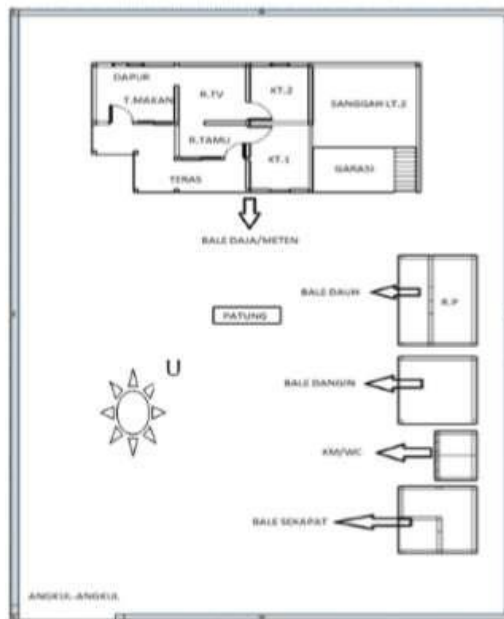 DAPUR
T.MAKAN
R.TV
KT.2
SANGGAH LT.2
R.TAMU
KT.1
GARASI
TERAS
BALE DAJA/METEN
BALE DAUH
R.P
PATUNG
U
BALE DANGIN
KM/WC
BALE SEKAPAT
ANGKUL-ANGKUL